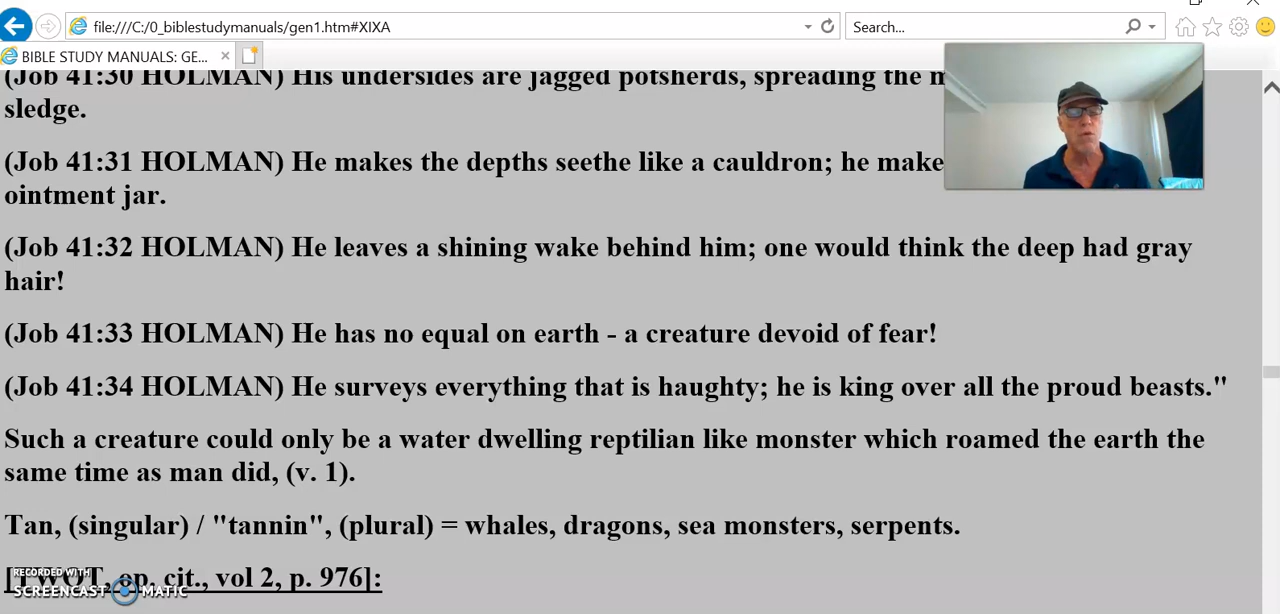 file:///C:/0_biblestudymanuals/gen1.htm#XIXA
Search...
BIBLE STUDY MANUALS: GE...
(Job 41:30 HOLMAN) His undersides are jagged potsherds, spreading the
sledge.
(Job 41:31 HOLMAN) He makes the depths seethe like a cauldron; he make
ointment jar.
(Job 41:32 HOLMAN) He leaves a shining wake behind him; one would think the deep had gray
hair!
(Job 41:33 HOLMAN) He has no equal on earth - a creature devoid of fear!
(Job 41:34 HOLMAN) He surveys everything that is haughty; he is king over all the proud beasts."
Such a creature could only be a water dwelling reptilian like monster which roamed the earth the
same time as man did, (v. 1).
Tan, (singular) / "tannin", (plural) = whales, dragons, sea monsters, serpents.
[TWOT, op. cit., vol 2, p. 976]:
RECORDED WITH
SCREENCAST MATIC